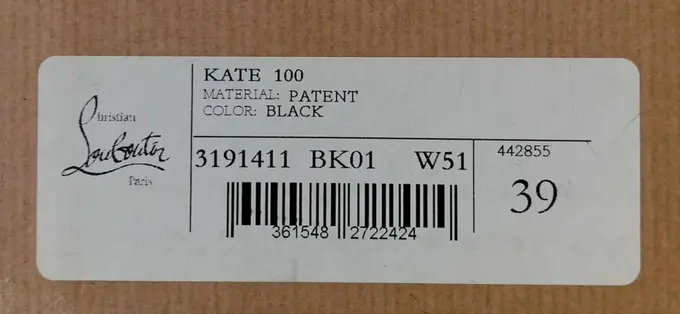 Christian
Louboutin
Paris
KATE 100
MATERIAL: PATENT
COLOR: BLACK
3191411 BK01 W51
442855
39
361548 2722424